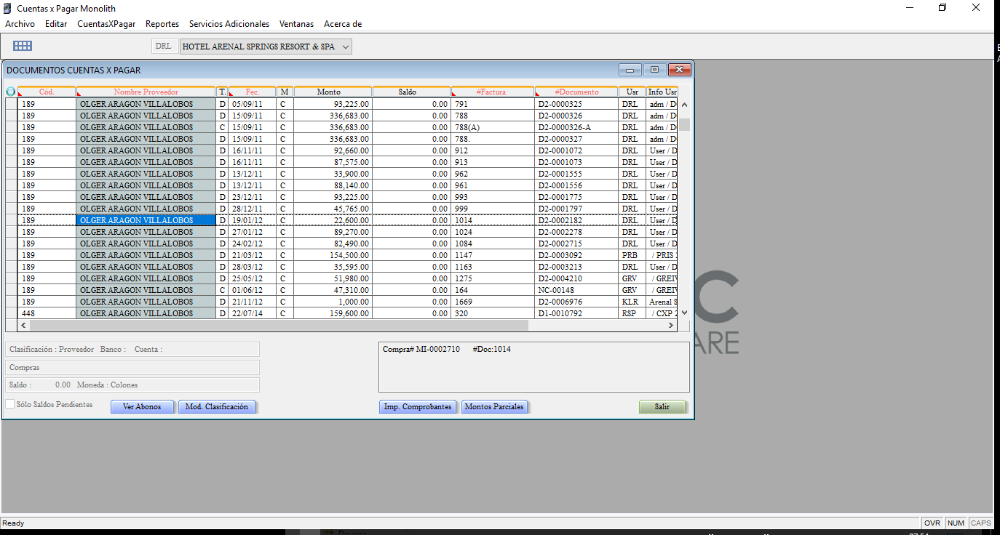 Cuentas x Pagar Monolith
Archivo Editar CuentasXPagar Reportes Servicios Adicionales Ventanas Acerca de
DRL HOTEL ARENAL SPRINGS RESORT & SPA
DOCUMENTOS CUENTAS X PAGAR
Cód. Nombre Proveedor T. Fec. M Monto Saldo #Factura #Documento Usr Info Usr
189 OLGER ARAGON VILLALOBOS D 05/09/11 C 93,225.00 0.00 791 D2-0000325 DRL adm / D
189 OLGER ARAGON VILLALOBOS D 15/09/11 C 336,683.00 0.00 788 D2-0000326 DRL adm / D
189 OLGER ARAGON VILLALOBOS C 15/09/11 C 336,683.00 0.00 788(A) D2-0000326-A DRL adm / D
189 OLGER ARAGON VILLALOBOS D 15/09/11 C 336,683.00 0.00 788. D2-0000327 DRL adm / D
189 OLGER ARAGON VILLALOBOS D 16/11/11 C 92,660.00 0.00 912 D2-0001072 DRL User / D
189 OLGER ARAGON VILLALOBOS D 16/11/11 C 87,575.00 0.00 913 D2-0001073 DRL User / D
189 OLGER ARAGON VILLALOBOS D 13/12/11 C 33,900.00 0.00 962 D2-0001555 DRL User / D
189 OLGER ARAGON VILLALOBOS D 13/12/11 C 88,140.00 0.00 961 D2-0001556 DRL User / D
189 OLGER ARAGON VILLALOBOS D 23/12/11 C 93,225.00 0.00 993 D2-0001775 DRL User / D
189 OLGER ARAGON VILLALOBOS D 28/12/11 C 45,765.00 0.00 999 D2-0001797 DRL User / D
189 OLGER ARAGON VILLALOBOS D 19/01/12 C 22,600.00 0.00 1014 D2-0002182 DRL User / D
189 OLGER ARAGON VILLALOBOS D 27/01/12 C 89,270.00 0.00 1024 D2-0002278 DRL User / D
189 OLGER ARAGON VILLALOBOS D 24/02/12 C 82,490.00 0.00 1084 D2-0002715 DRL User / D
189 OLGER ARAGON VILLALOBOS D 21/03/12 C 154,500.00 0.00 1147 D2-0003092 PRB / PRIS
189 OLGER ARAGON VILLALOBOS D 28/03/12 C 35,595.00 0.00 1163 D2-0003213 DRL User / D
189 OLGER ARAGON VILLALOBOS D 25/05/12 C 51,980.00 0.00 1275 D2-0004210 GRV / GREIV
189 OLGER ARAGON VILLALOBOS C 01/06/12 C 47,310.00 0.00 164 NC-00148 GRV / GREIV
189 OLGER ARAGON VILLALOBOS D 21/11/12 C 1,000.00 0.00 1669 D2-0006976 KLR Arenal S
448 OLGER ARAGON VILLALOBOS D 22/07/14 C 159,600.00 0.00 320 D1-0010792 RSP / CXP 2
C
ARE
Clasificación : Proveedor Banco : Cuenta :
Compra# MI-0002710 #Doc:1014
Compras
Saldo : 0.00 Moneda : Colones
Sólo Saldos Pendientes
Ver Abonos Mod. Clasificación Imp. Comprobantes Montos Parciales Salir
Ready OVR NUM CAPS